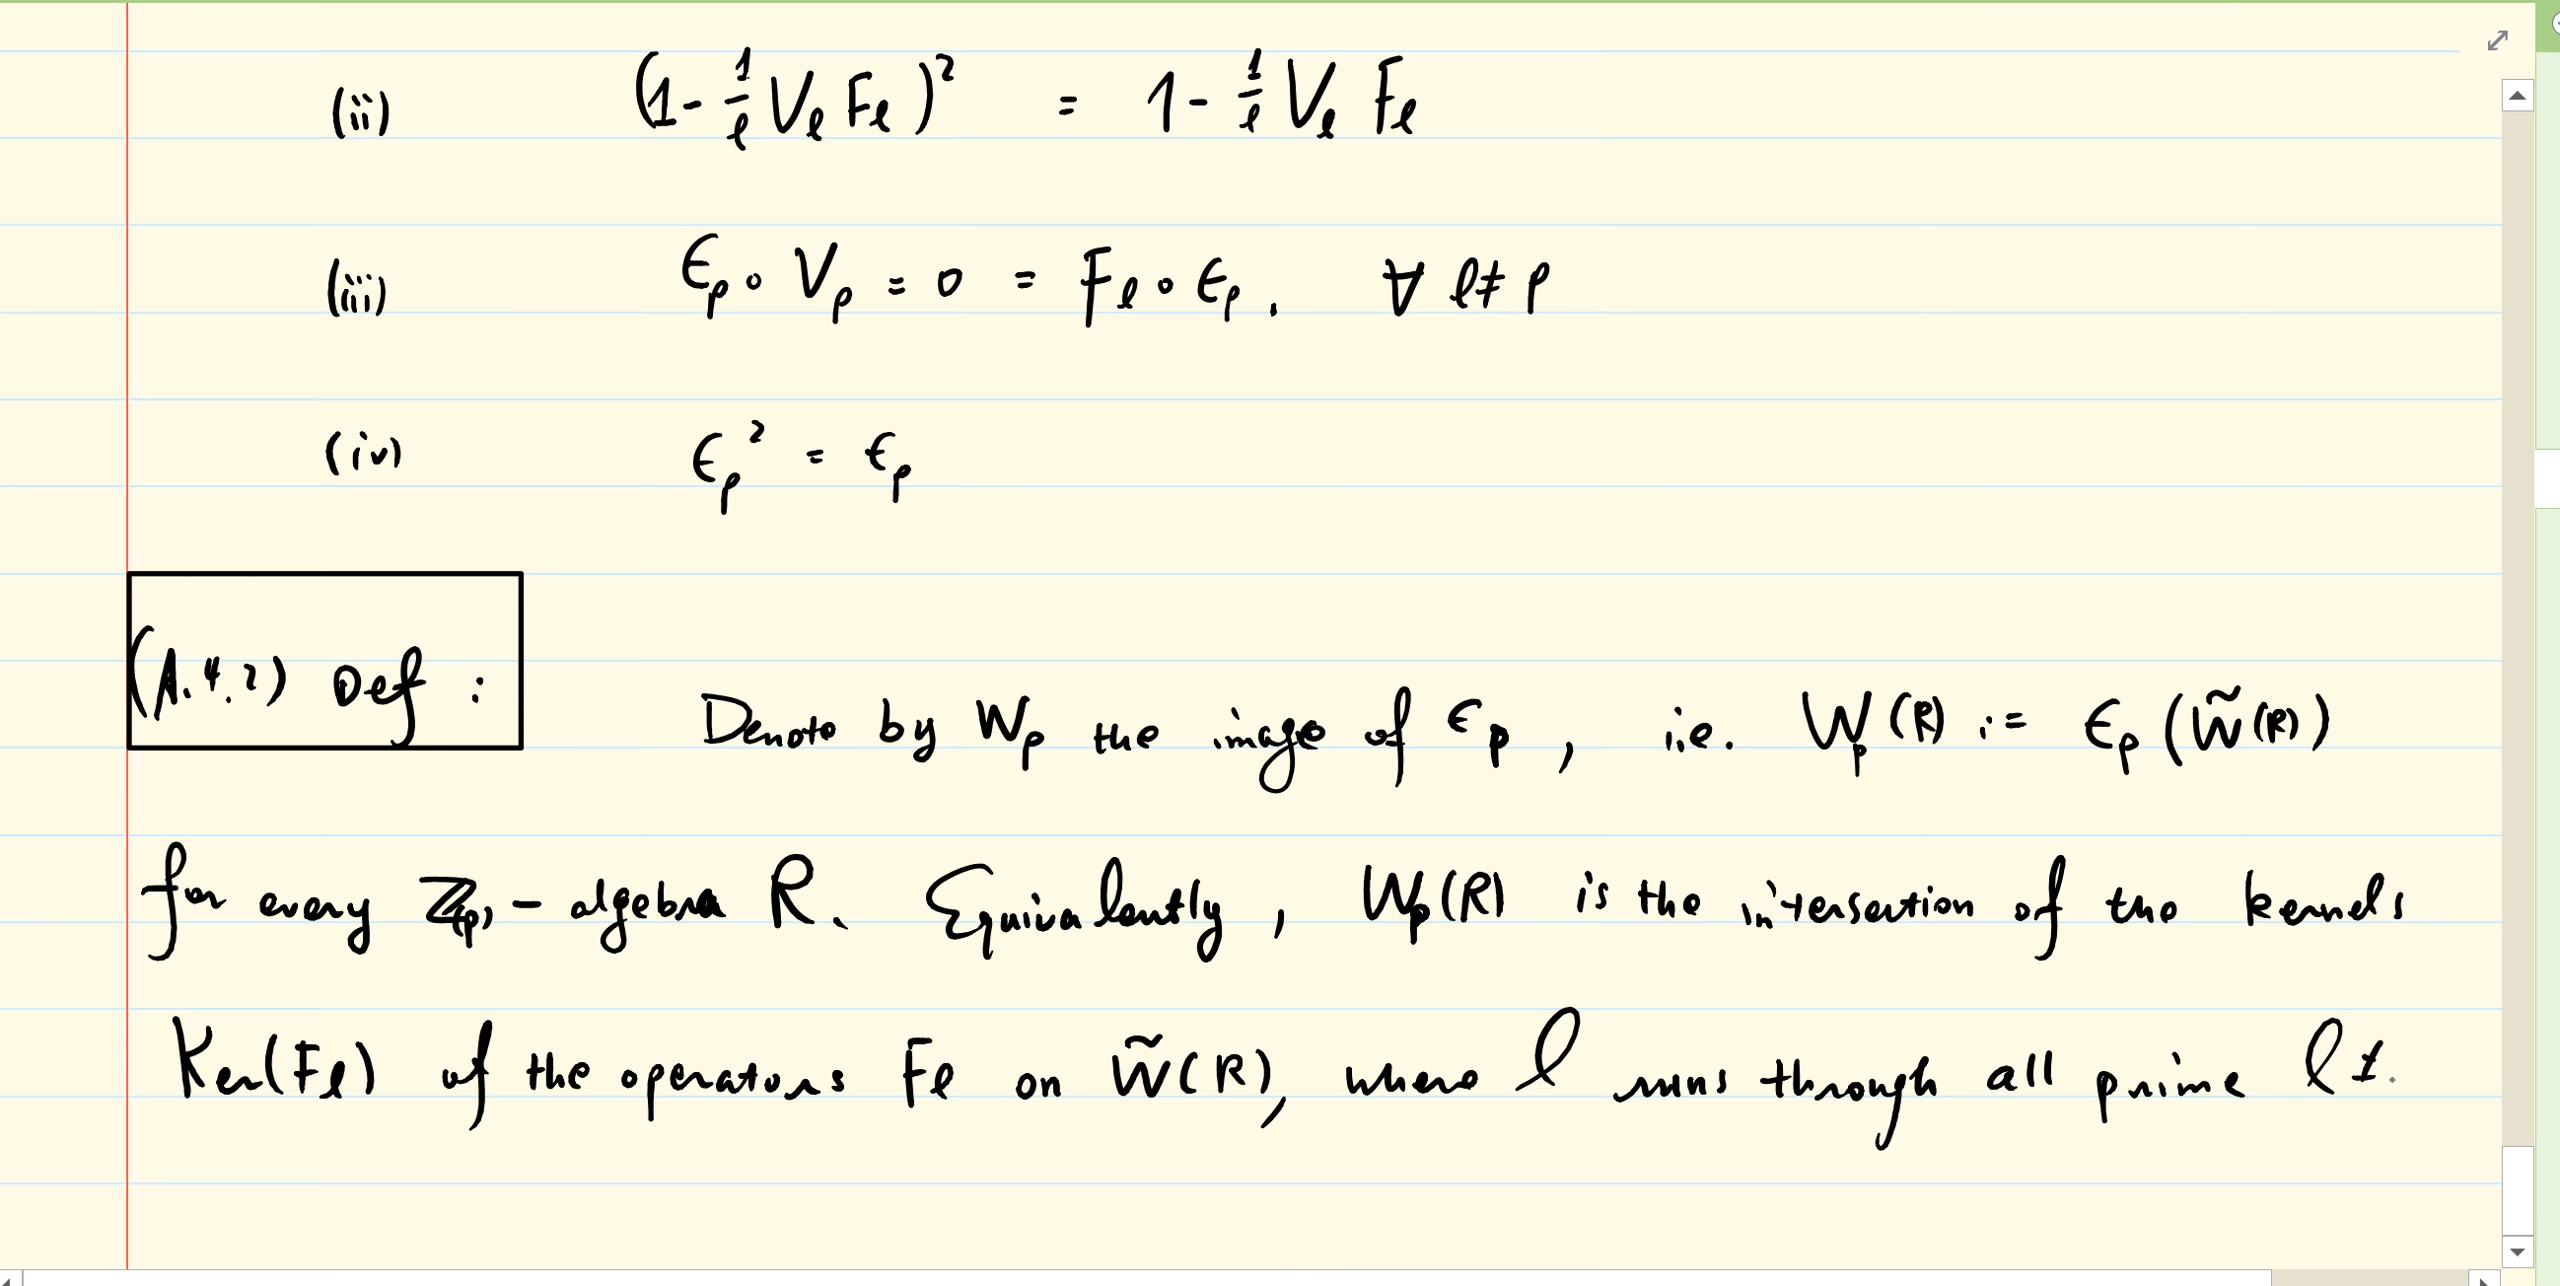 (ii) (1 - 1/ℓ V_ℓ F_ℓ)² = 1 - 1/ℓ V_ℓ F_ℓ
(iii) ϵ_p ∘ V_p = 0 = F_ℓ ∘ ϵ_p . ∀ ℓ ≠ p
(iv) ϵ_p² = ϵ_p
(A.4.2) Def : Denote by W_p the image of ϵ_p , i.e. W_p (R) := ϵ_p (W̃(R))
for every ℤ_(p) - algebra R. Equivalently, W_p(R) is the intersection of the kernels
Ker(F_ℓ) of the operators F_ℓ on W̃(R), where ℓ runs through all prime ℓ ≠.